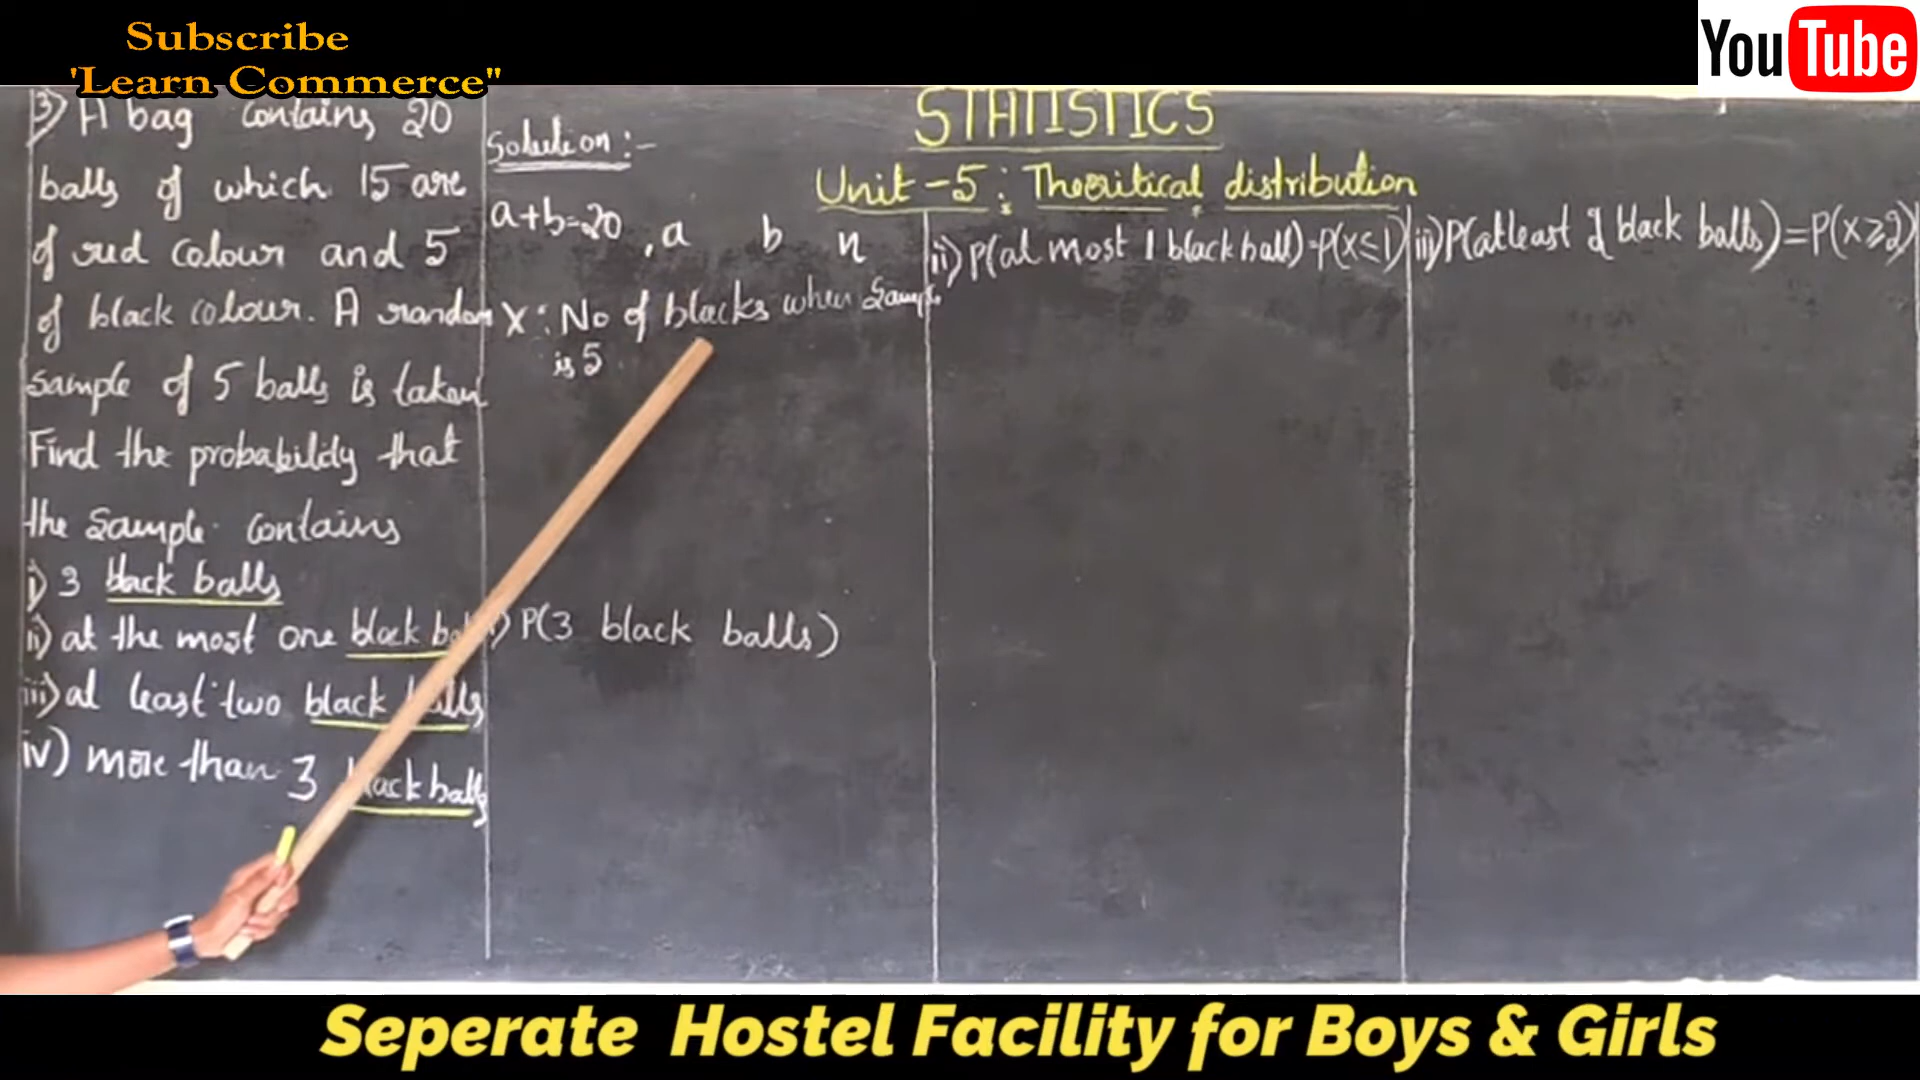 Subscribe
'Learn Commerce"
YouTube
STATISTICS
Unit - 5 : Theoritical distribution
3) A bag contains 20
balls of which 15 are
of red colour and 5
of black colour. A random
Sample of 5 balls is taken
Find the probability that
the Sample contains
i) 3 black balls
ii) at the most one black
iii) at least two black balls
iv) more than 3 black balls
Solution :-
a+b=20, a b n
X : No of blacks when Sample
is 5
i) P(3 black balls)
ii) P(at most 1 black ball) = P(x≤1)
iii) P(atleast 2 black balls) = P(x≥2)
Seperate Hostel Facility for Boys & Girls